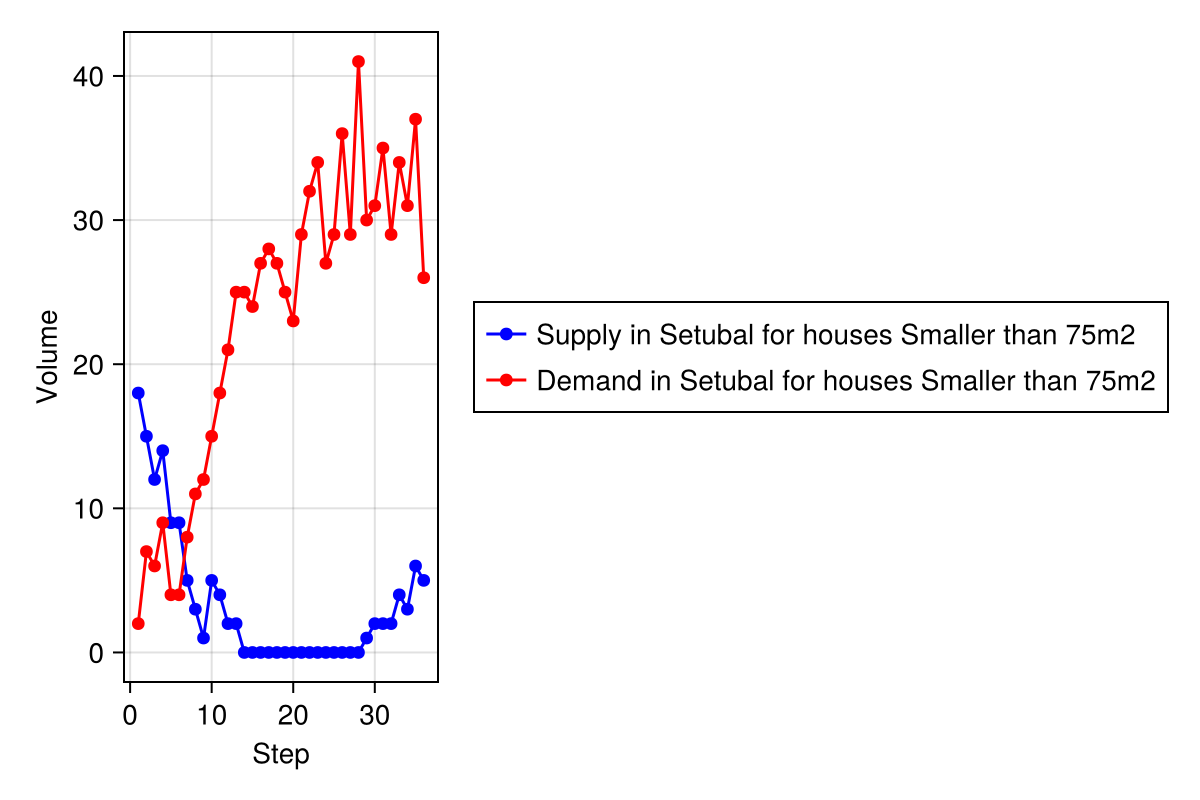 Volume
40
30
20
10
0
0 10 20 30
Step
Supply in Setubal for houses Smaller than 75m2
Demand in Setubal for houses Smaller than 75m2